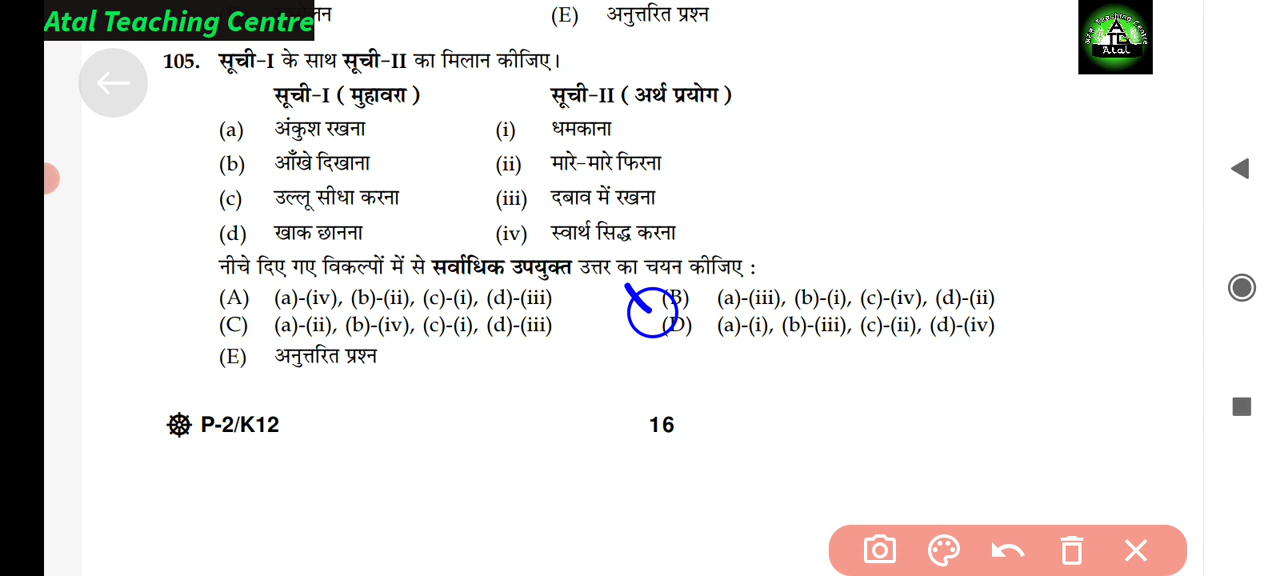 Atal Teaching Centre
(E) अनुत्तरित प्रश्न
Atal
105. सूची-I के साथ सूची-II का मिलान कीजिए।
सूची-I ( मुहावरा ) सूची-II ( अर्थ प्रयोग )
(a) अंकुश रखना (i) धमकाना
(b) आँखे दिखाना (ii) मारे-मारे फिरना
(c) उल्लू सीधा करना (iii) दबाव में रखना
(d) खाक छानना (iv) स्वार्थ सिद्ध करना
नीचे दिए गए विकल्पों में से सर्वाधिक उपयुक्त उत्तर का चयन कीजिए :
(A) (a)-(iv), (b)-(ii), (c)-(i), (d)-(iii) (B) (a)-(iii), (b)-(i), (c)-(iv), (d)-(ii)
(C) (a)-(ii), (b)-(iv), (c)-(i), (d)-(iii) (D) (a)-(i), (b)-(iii), (c)-(ii), (d)-(iv)
(E) अनुत्तरित प्रश्न
P-2/K12 16